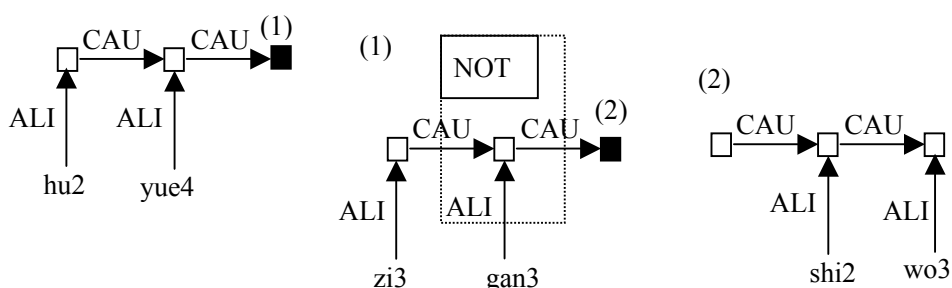 CAU CAU (1)
ALI ALI
hu2 yue4
(1)
NOT
(2)
CAU CAU
ALI ALI
zi3 gan3
(2)
CAU CAU
ALI ALI
shi2 wo3